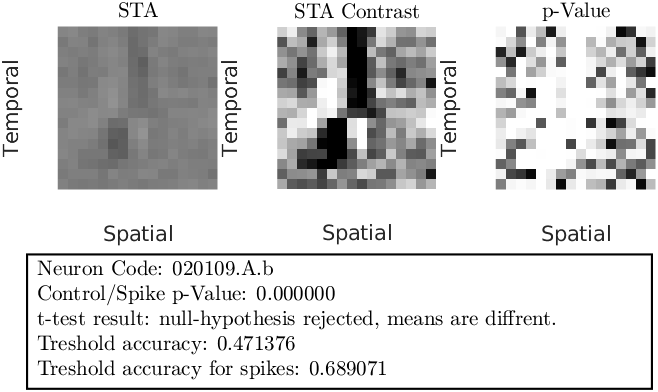 STA
STA Contrast
p-Value
Temporal
Temporal
Temporal
Spatial
Spatial
Spatial
Neuron Code: 020109.A.b
Control/Spike p-Value: 0.000000
t-test result: null-hypothesis rejected, means are diffrent.
Treshold accuracy: 0.471376
Treshold accuracy for spikes: 0.689071